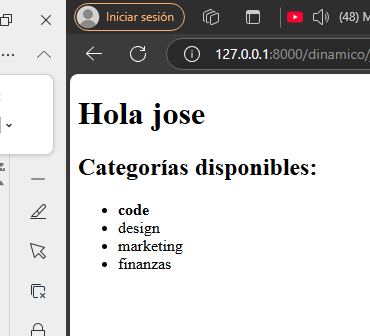 Iniciar sesión
(48) M
127.0.0.1:8000/dinamico/
Hola jose
Categorías disponibles:
code
design
marketing
finanzas